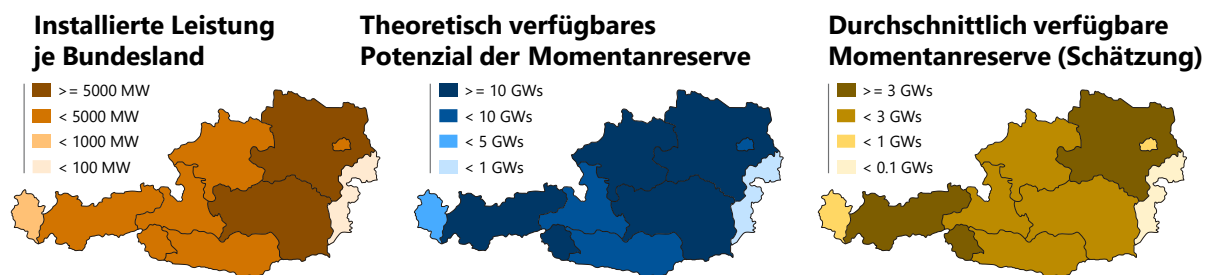 Installierte Leistung
je Bundesland
>= 5000 MW
< 5000 MW
< 1000 MW
< 100 MW
Theoretisch verfügbares
Potenzial der Momentanreserve
>= 10 GWs
< 10 GWs
< 5 GWs
< 1 GWs
Durchschnittlich verfügbare
Momentanreserve (Schätzung)
>= 3 GWs
< 3 GWs
< 1 GWs
< 0.1 GWs